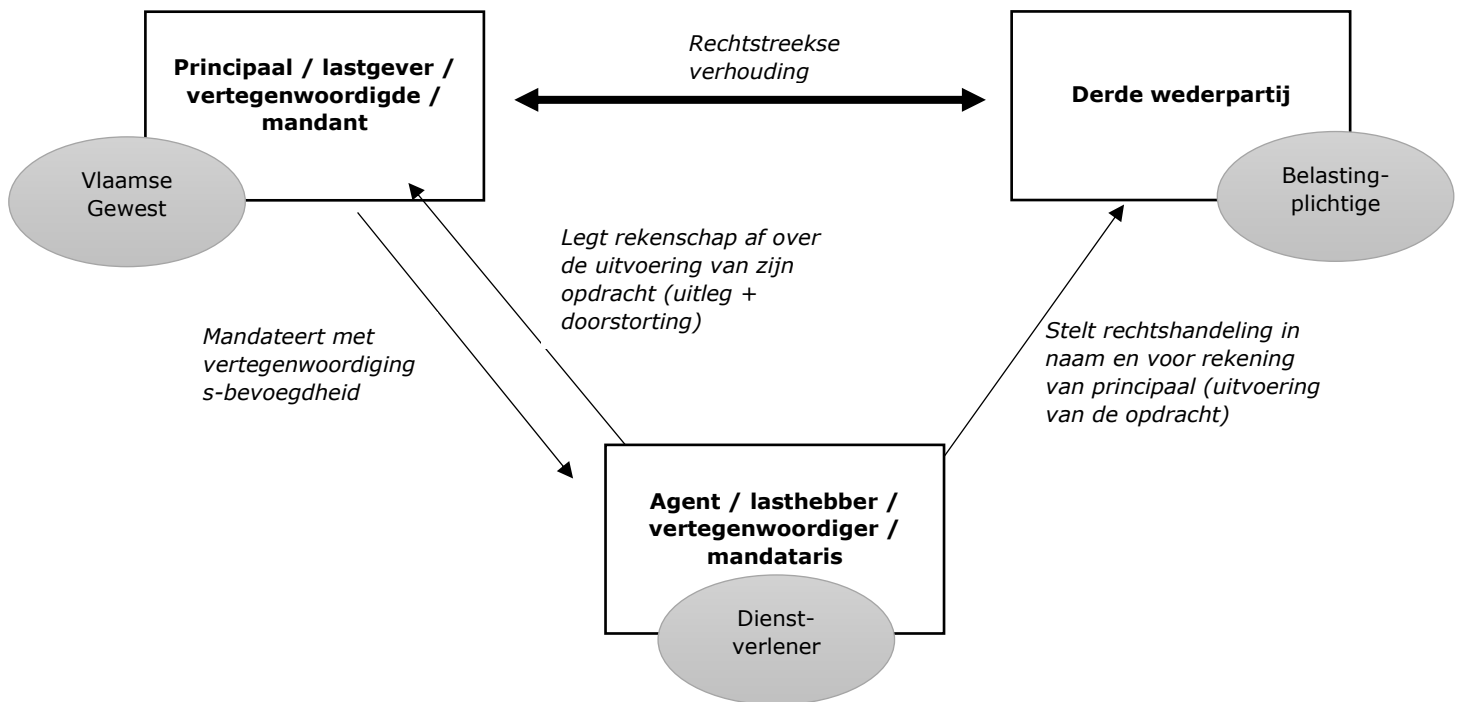 Principaal / lastgever /
vertegenwoordigde /
mandant
Vlaamse
Gewest
Rechtstreekse
verhouding
Derde wederpartij
Belasting-
plichtige
Legt rekenschap af over
de uitvoering van zijn
opdracht (uitleg +
doorstorting)
Mandateert met
vertegenwoordiging
s-bevoegdheid
Stelt rechtshandeling in
naam en voor rekening
van principaal (uitvoering
van de opdracht)
Agent / lasthebber /
vertegenwoordiger /
mandataris
Dienst-
verlener